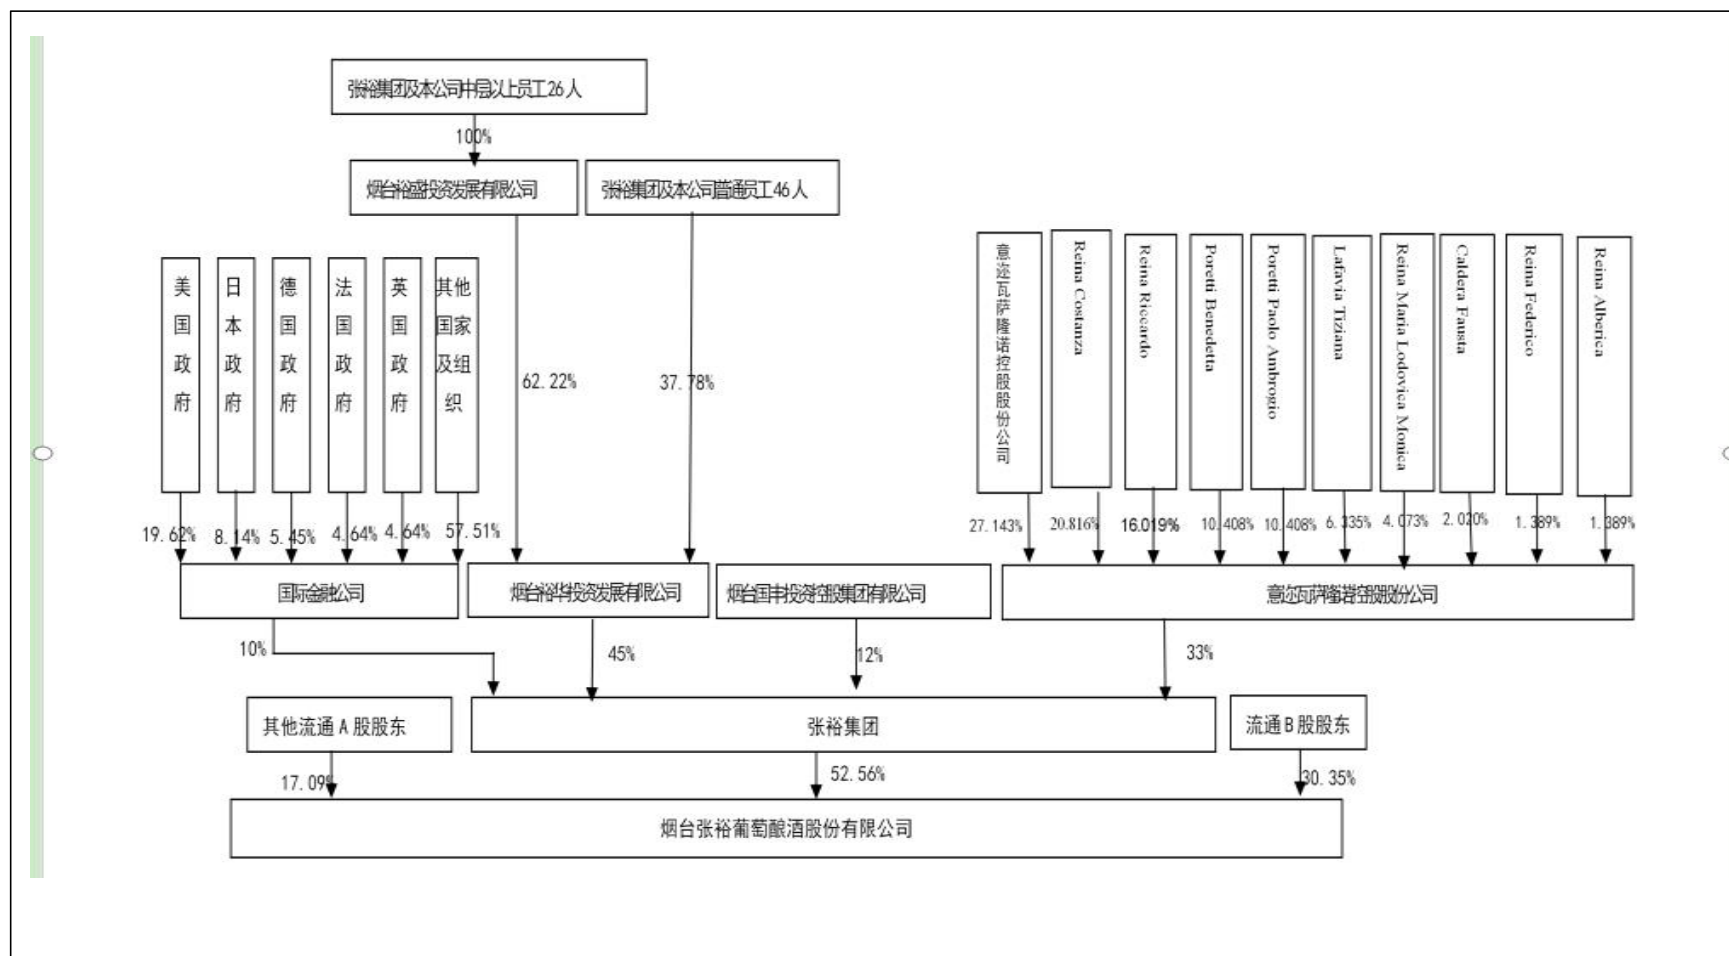 张裕集团及本公司中层以上员工26人
100%
烟台裕盛投资发展有限公司
张裕集团及本公司普通员工46人
美国政府
日本政府
德国政府
法国政府
英国政府
其他
国家
及组
织
62.22%
37.78%
意迩瓦萨隆诺控股股份公司
Reina Costanza
Reina Riccardo
Poretti Benedetta
Poretti Paolo Ambrogio
Lafavia Tiziana
Reina Maria Lodovica Monica
Caldera Fausta
Reina Federico
Reina Alberica
19.62%
8.14%
5.45%
4.64%
4.64%
57.51%
27.143%
20.816%
16.019%
10.408%
10.408%
6.335%
4.073%
2.020%
1.389%
1.389%
国际金融公司
烟台裕华投资发展有限公司
烟台国丰投资控股集团有限公司
意迩瓦萨隆诺控股股份公司
10%
45%
12%
33%
其他流通A股股东
张裕集团
流通B股股东
17.09%
52.56%
30.35%
烟台张裕葡萄酿酒股份有限公司